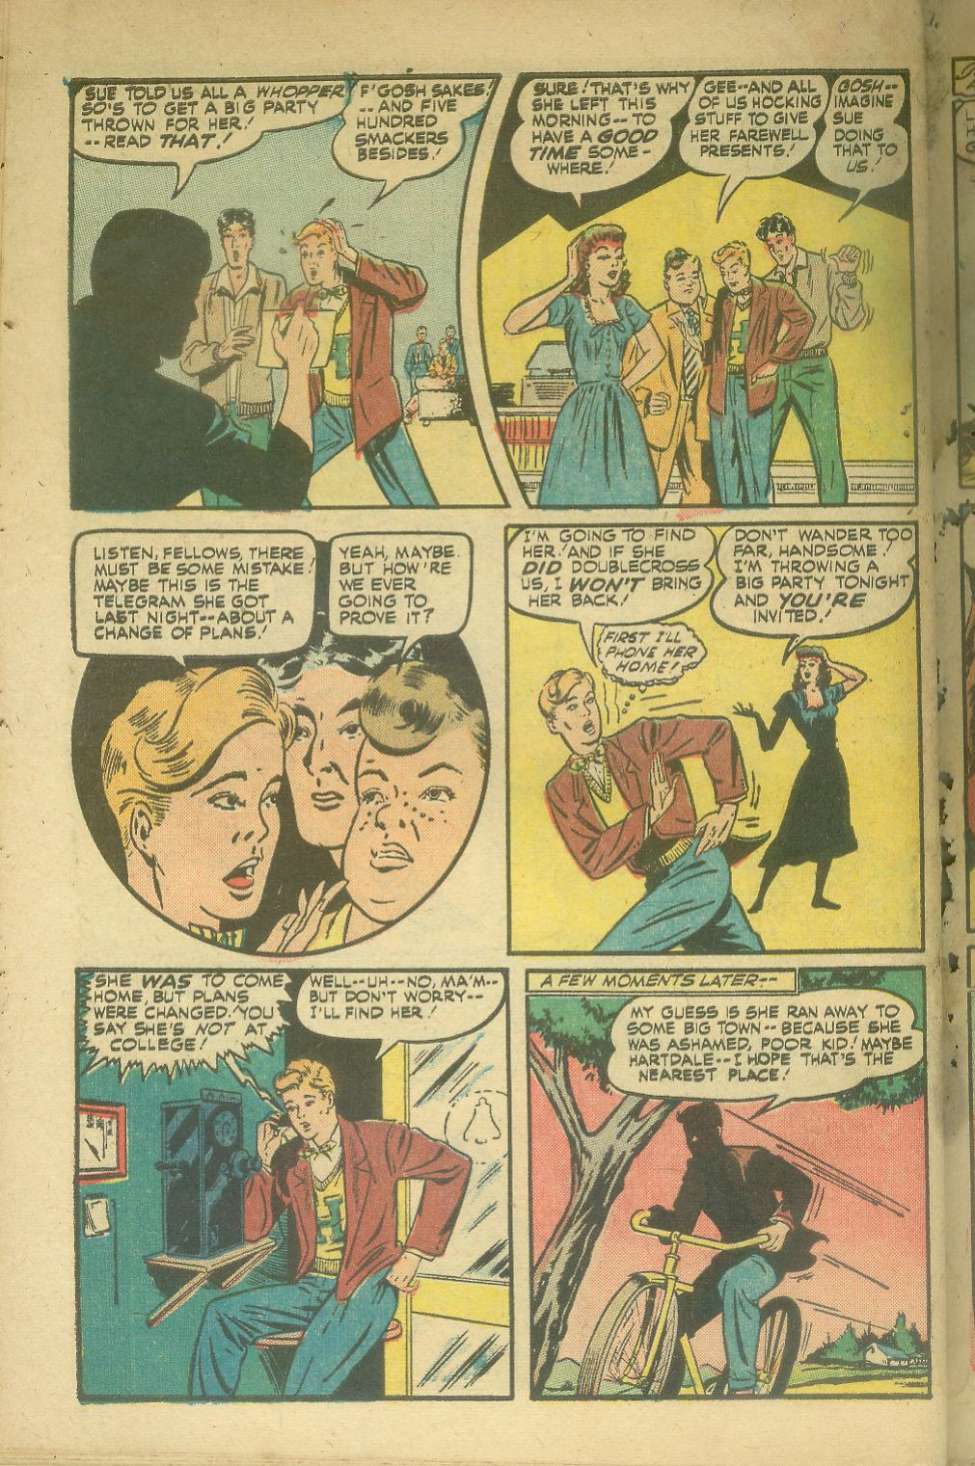 SUE TOLD US ALL A WHOPPER
SO'S TO GET A BIG PARTY
THROWN FOR HER!
-- READ THAT!
F'GOSH SAKES!
-- AND FIVE
HUNDRED
SMACKERS
BESIDES!
SURE! THAT'S WHY
SHE LEFT THIS
MORNING-- TO
HAVE A GOOD
TIME SOME-
WHERE!
GEE--AND ALL
OF US HOCKING
STUFF TO GIVE
HER FAREWELL
PRESENTS!
GOSH--
IMAGINE
SUE
DOING
THAT TO
US!
LISTEN, FELLOWS, THERE
MUST BE SOME MISTAKE!
MAYBE THIS IS THE
TELEGRAM SHE GOT
LAST NIGHT--ABOUT A
CHANGE OF PLANS!
YEAH, MAYBE.
BUT HOW'RE
WE EVER
GOING TO
PROVE IT?
I'M GOING TO FIND
HER! AND IF SHE
DID DOUBLECROSS
US, I WON'T BRING
HER BACK!
FIRST I'LL
PHONE HER
HOME!
DON'T WANDER TOO
FAR, HANDSOME!
I'M THROWING A
BIG PARTY TONIGHT
AND YOU'RE
INVITED!
SHE WAS TO COME
HOME, BUT PLANS
WERE CHANGED! YOU
SAY SHE'S NOT AT
COLLEGE!
WELL--UH--NO, MA'M--
BUT DON'T WORRY--
I'LL FIND HER!
H
A FEW MOMENTS LATER--
MY GUESS IS SHE RAN AWAY TO
SOME BIG TOWN-- BECAUSE SHE
WAS ASHAMED, POOR KID! MAYBE
HARTDALE--I HOPE THAT'S THE
NEAREST PLACE!